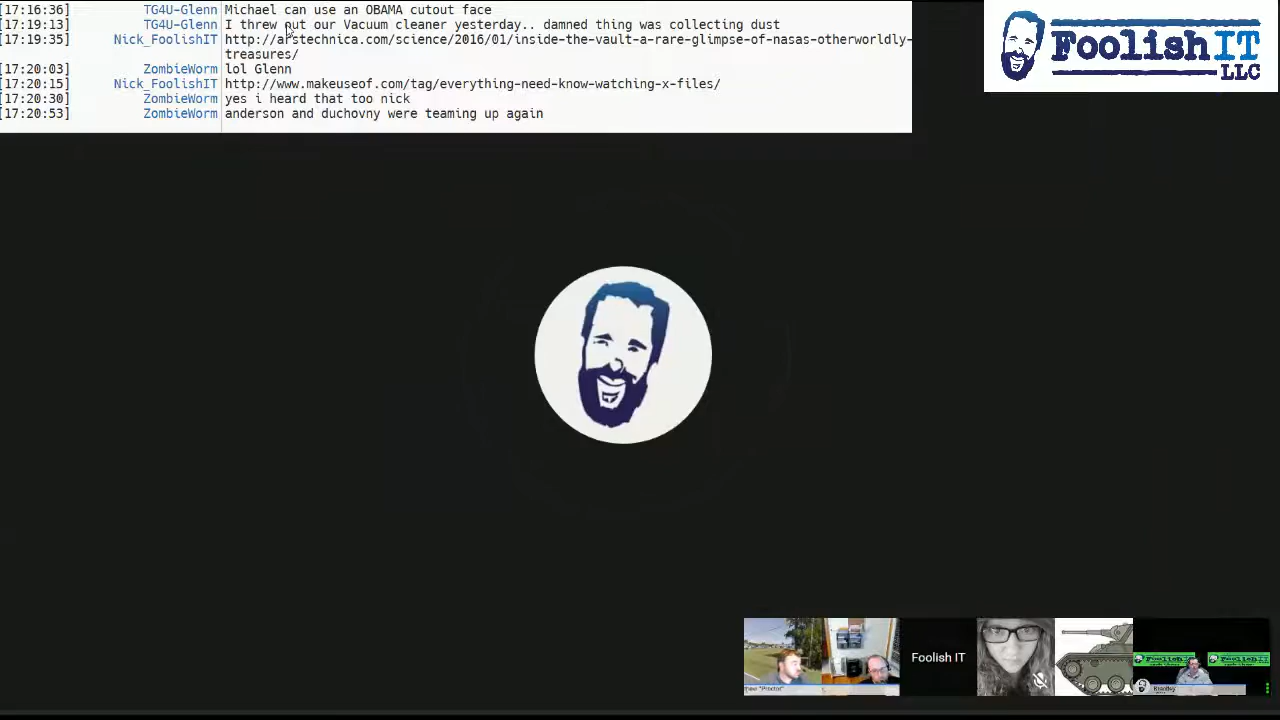 [17:16:36] TG4U-Glenn Michael can use an OBAMA cutout face
[17:19:13] TG4U-Glenn I threw out our Vacuum cleaner yesterday.. damned thing was collecting dust
[17:19:35] Nick_FoolishIT http://arstechnica.com/science/2016/01/inside-the-vault-a-rare-glimpse-of-nasas-otherworldly-
treasures/
[17:20:03] ZombieWorm lol Glenn
[17:20:15] Nick_FoolishIT http://www.makeuseof.com/tag/everything-need-know-watching-x-files/
[17:20:30] ZombieWorm yes i heard that too nick
[17:20:53] ZombieWorm anderson and duchovny were teaming up again
FoolishIT
LLC
Foolish IT
FoolishIT
FoolishIT